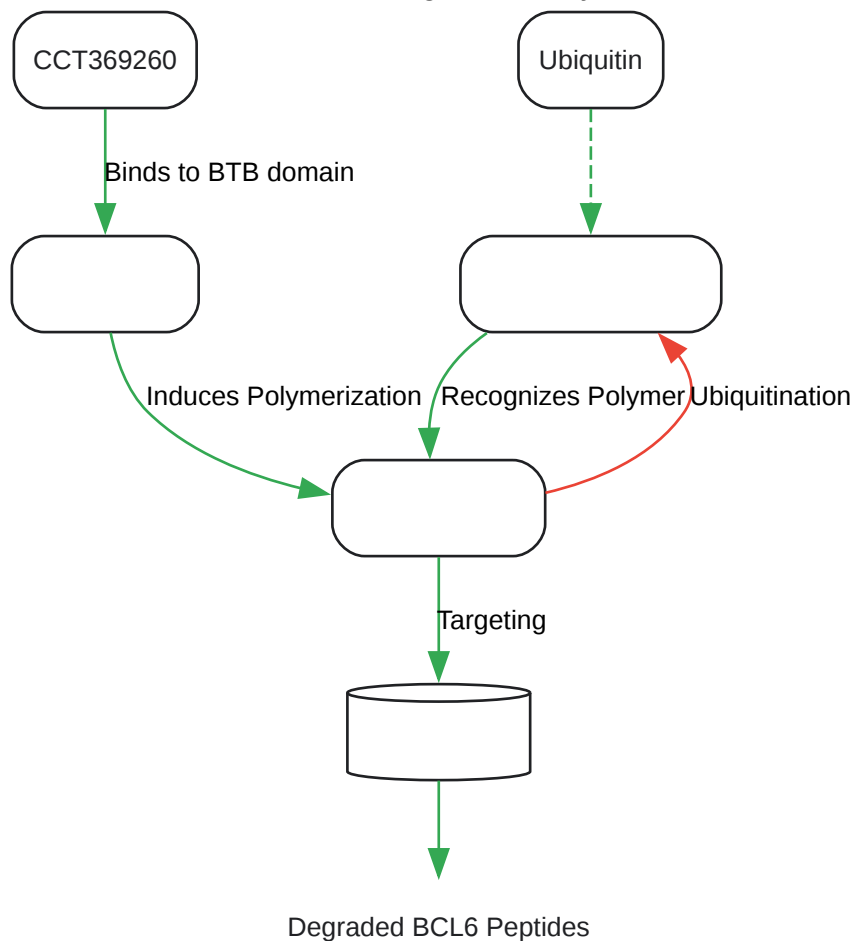 CCT369260
Ubiquitin
Binds to BTB domain
Induces Polymerization
Recognizes Polymer
Ubiquitination
Targeting
Degraded BCL6 Peptides